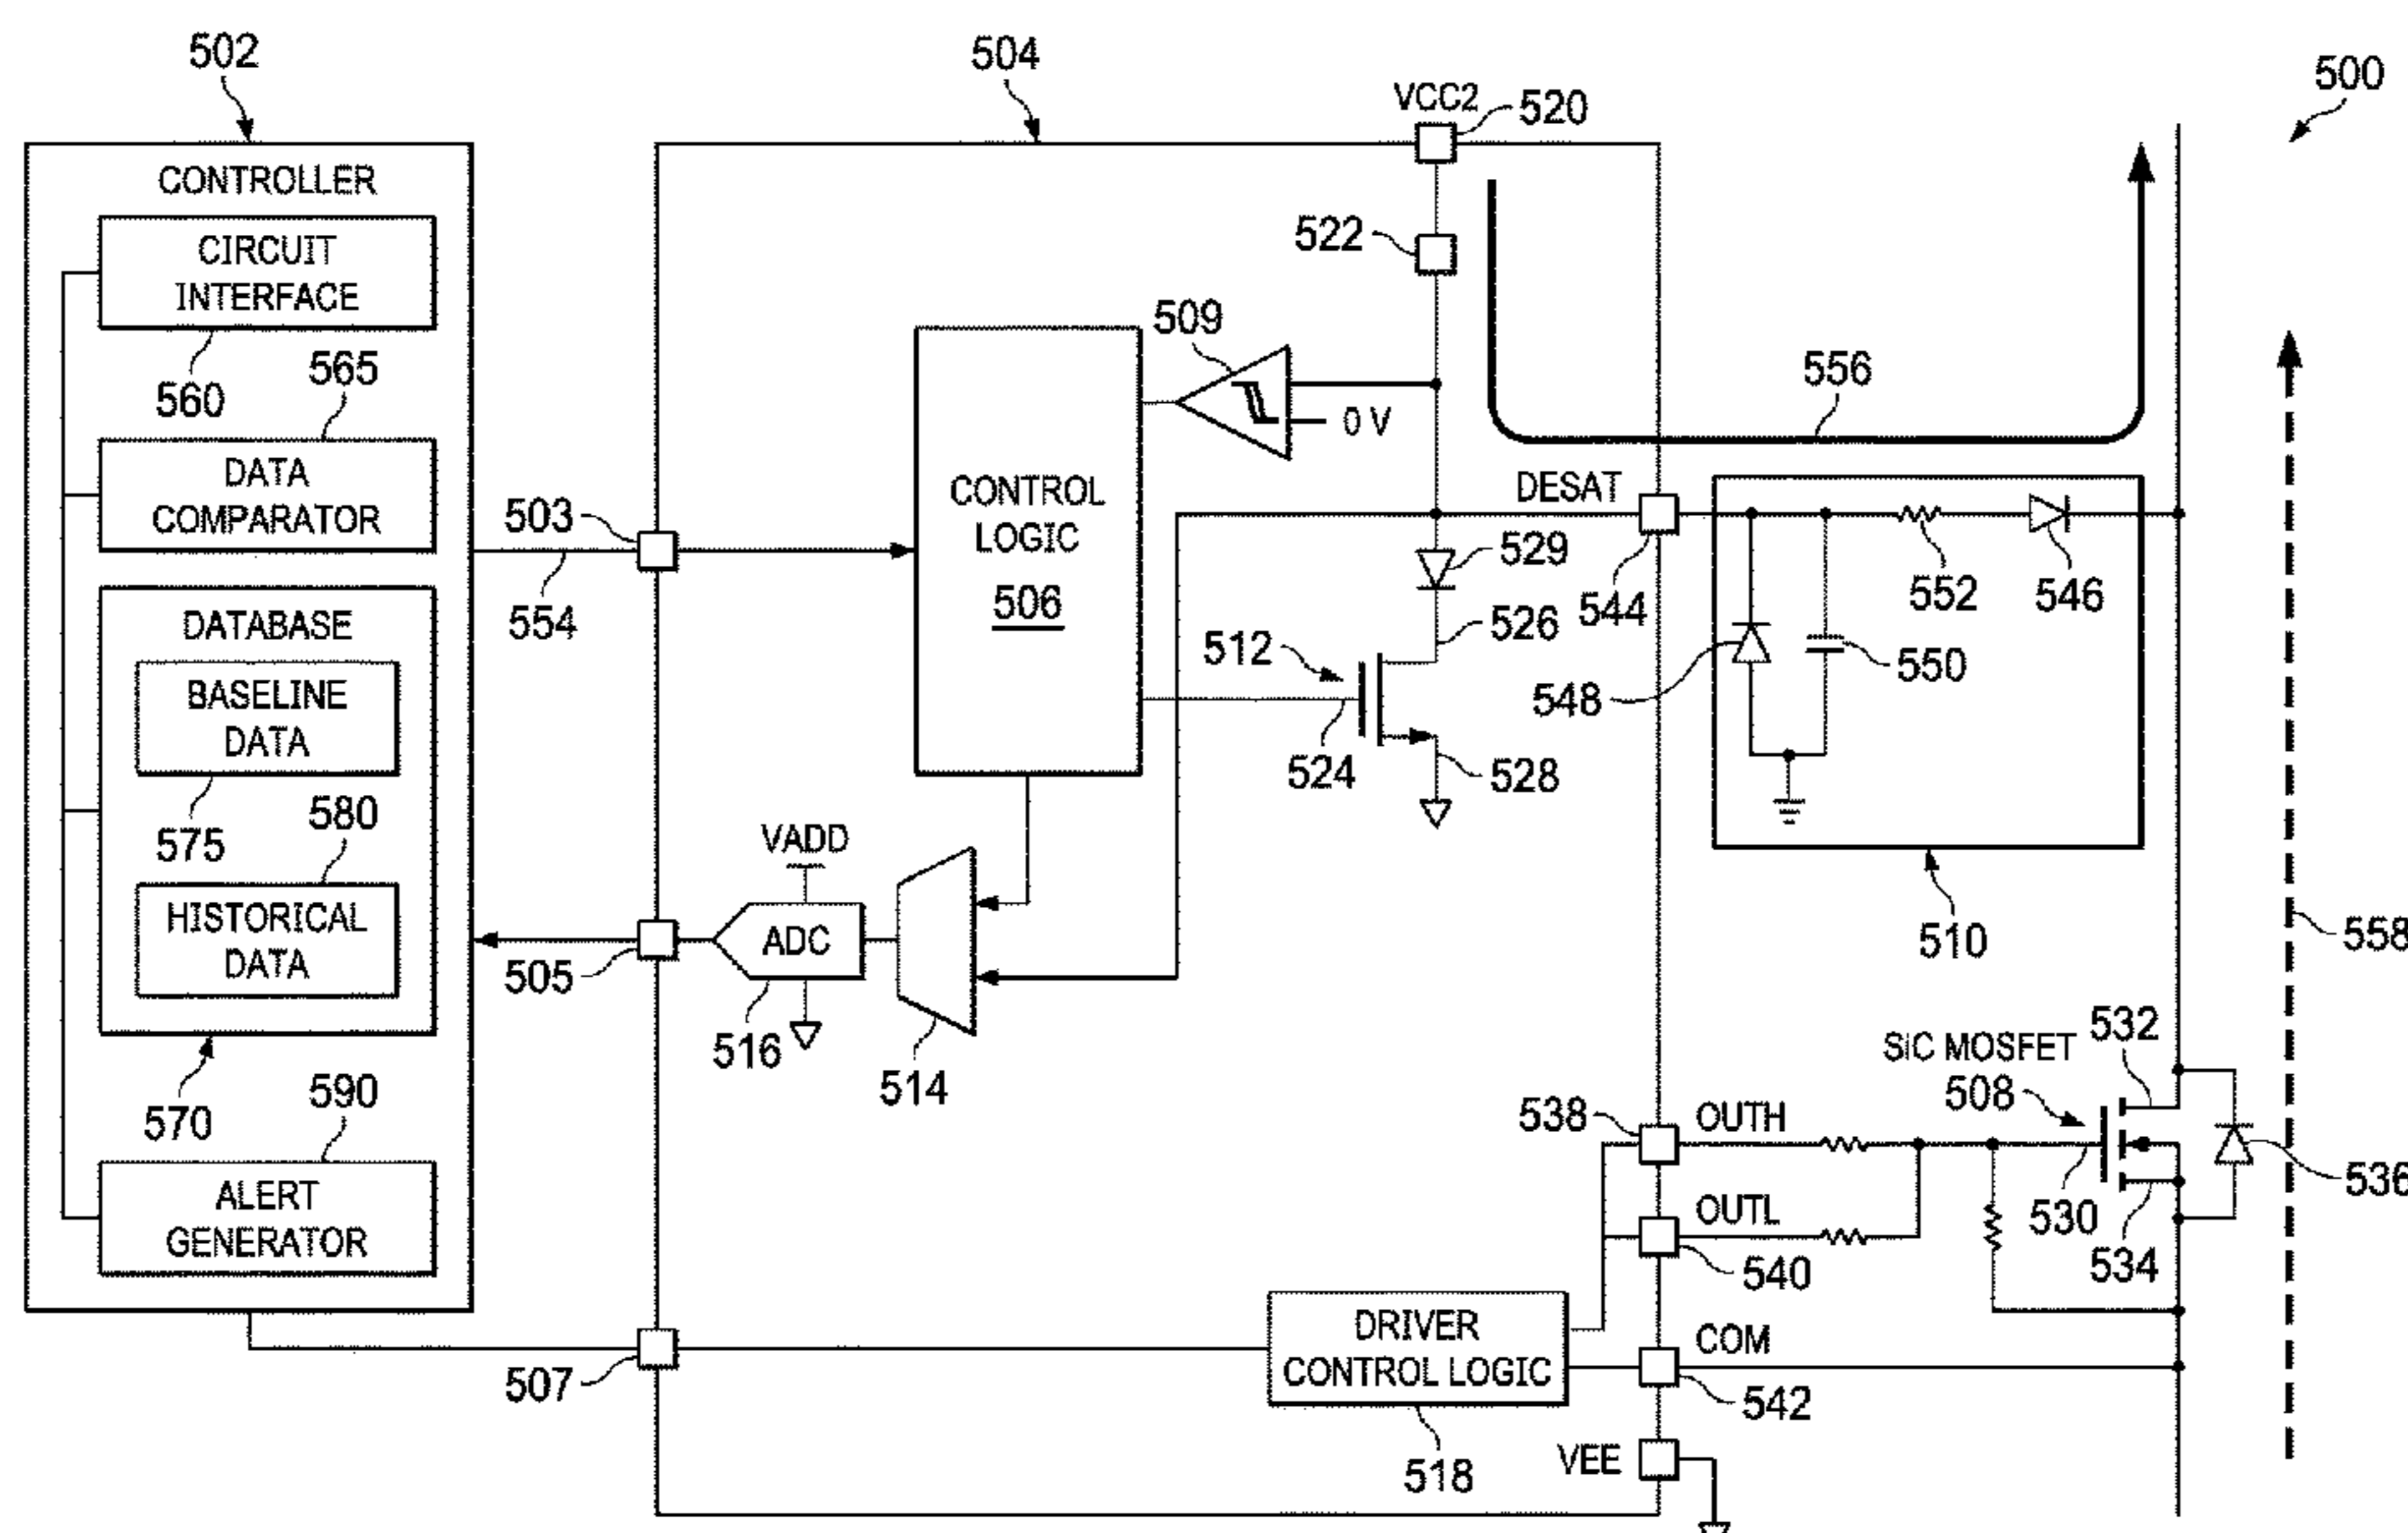 502
504
VCC2
520
500
CONTROLLER
CIRCUIT
INTERFACE
522
509
560
565
0 V
556
DATA
COMPARATOR
CONTROL
LOGIC
506
DESAT
503
554
529
544
552
546
DATABASE
526
512
550
548
BASELINE
DATA
524
528
575
580
VADD
HISTORICAL
DATA
505
ADC
510
558
516
514
SiC MOSFET
532
508
570
590
538
OUTH
536
ALERT
GENERATOR
OUTL
530
534
540
DRIVER
CONTROL LOGIC
COM
507
542
518
VEE